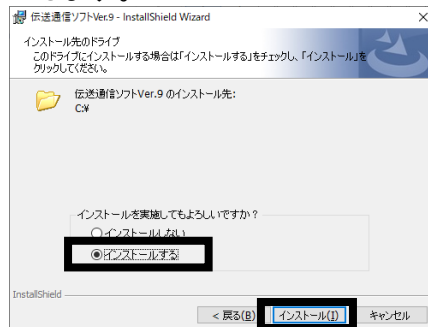 伝送通信ソフトVer.9 - InstallShield Wizard
インストール先のドライブ
このドライブにインストールする場合は「インストールする」をチェックし、「インストール」を
クリックしてください。
伝送通信ソフトVer.9 のインストール先:
C:¥
インストールを実施してもよろしいですか？
インストールしない
インストールする
InstallShield
< 戻る(B)
インストール(I)
キャンセル